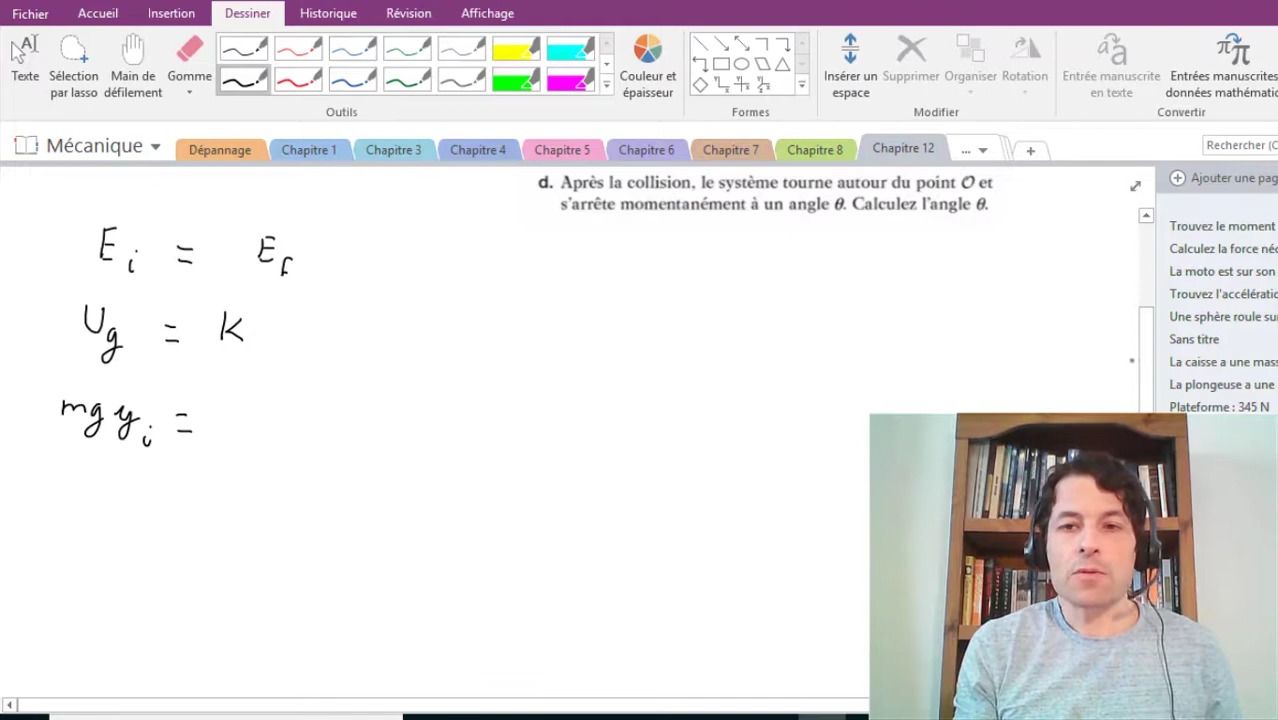 Fichier Accueil Insertion Dessiner Historique Révision Affichage
Texte
Sélection par lasso
Main de défilement
Gomme
Couleur et épaisseur
Insérer un espace
Supprimer
Organiser
Rotation
Entrée manuscrite en texte
Entrées manuscrites données mathéma
Outils Formes Modifier Convertir
Mécanique Dépannage Chapitre 1 Chapitre 3 Chapitre 4 Chapitre 5 Chapitre 6 Chapitre 7 Chapitre 8 Chapitre 12 ... Rechercher (C
Ajouter une pag
d. Après la collision, le système tourne autour du point O et
s'arrête momentanément à un angle θ. Calculez l'angle θ.
E_i = E_f
U_g = K
mg y_i =
Trouvez le moment
Calculez la force néc
La moto est sur son
Trouvez l'accélératio
Une sphère roule sur
Sans titre
La caisse a une mass
La plongeuse a une
Plateforme : 345 N